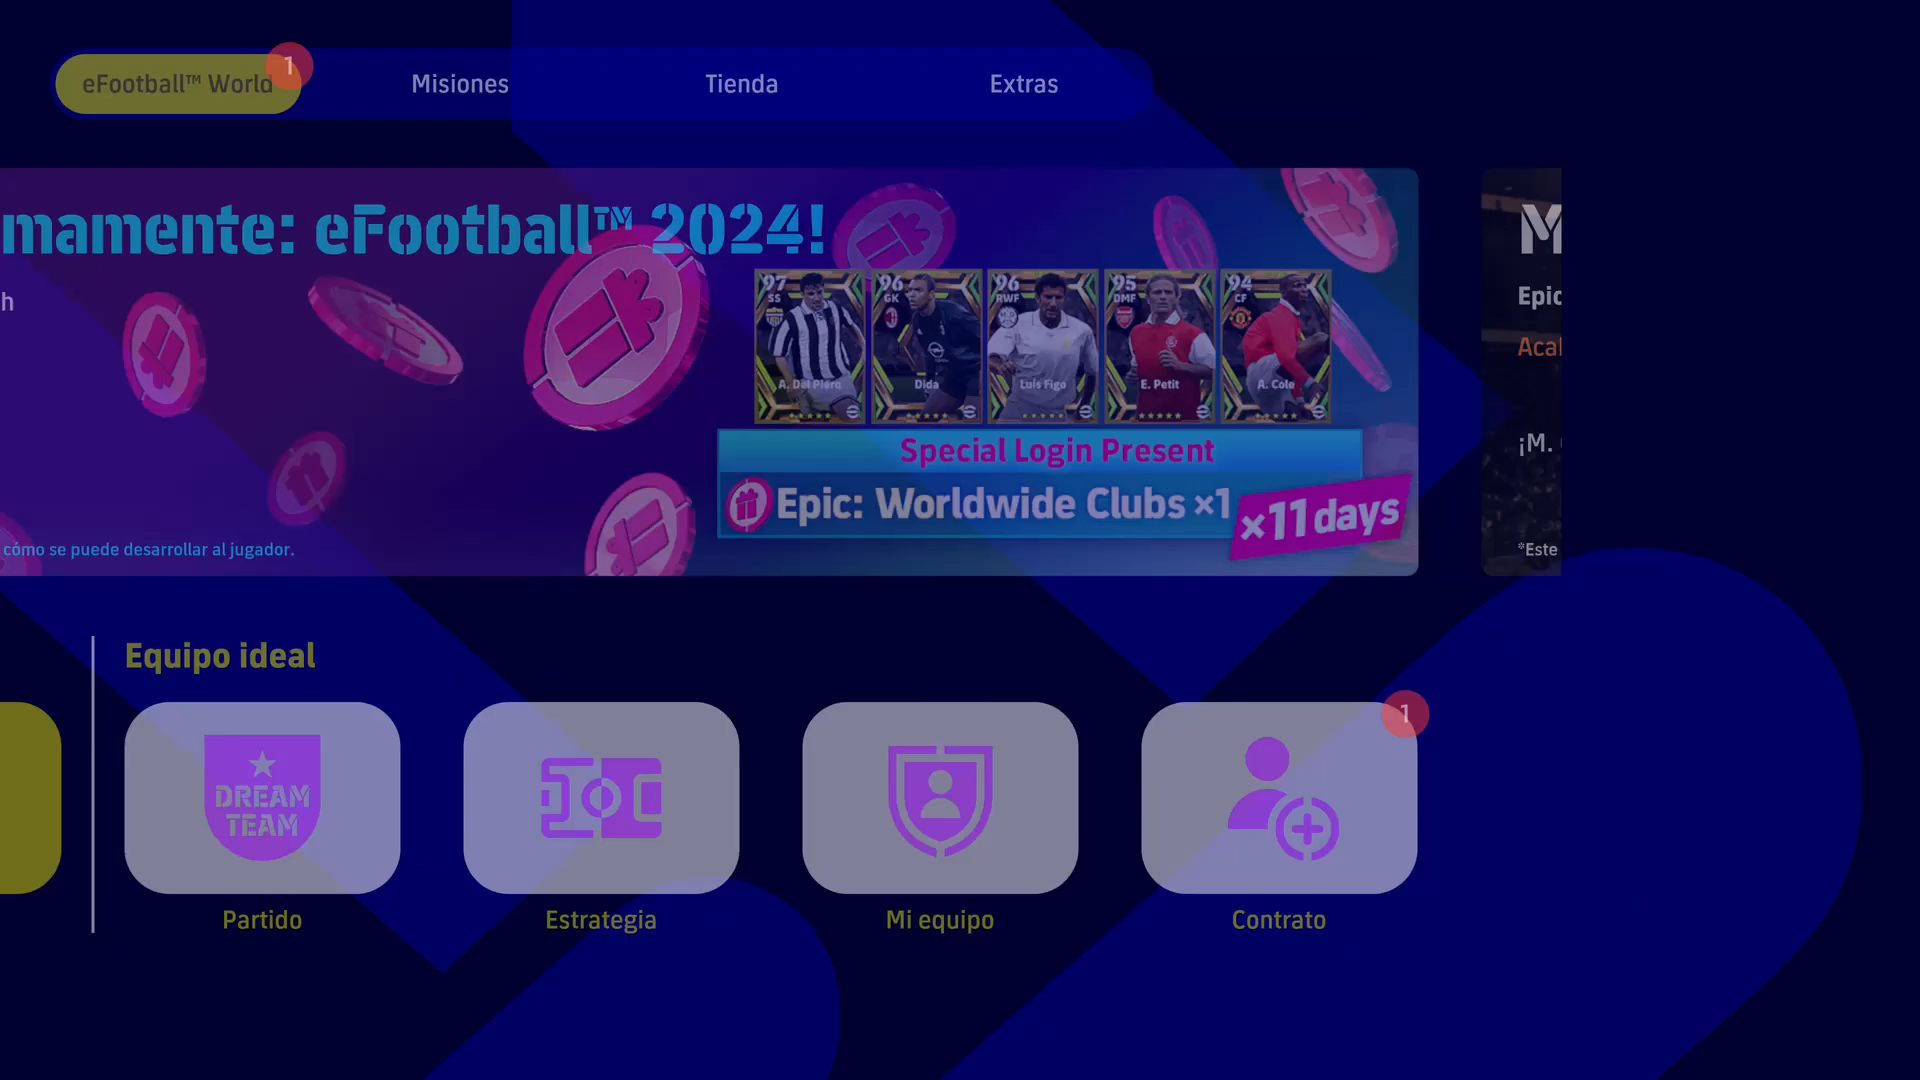 eFootball™ World
1
Misiones
Tienda
Extras
mamente: eFootball™ 2024!
h
97
SS
A. Del Piero
96
GK
Dida
96
RWF
Luis Figo
95
DMF
E. Petit
94
CF
A. Cole
Special Login Present
Epic: Worldwide Clubs ×1
×11 days
cómo se puede desarrollar al jugador.
M
Epic
Acal
¡M.
*Este
Equipo ideal
DREAM
TEAM
1
Partido
Estrategia
Mi equipo
Contrato